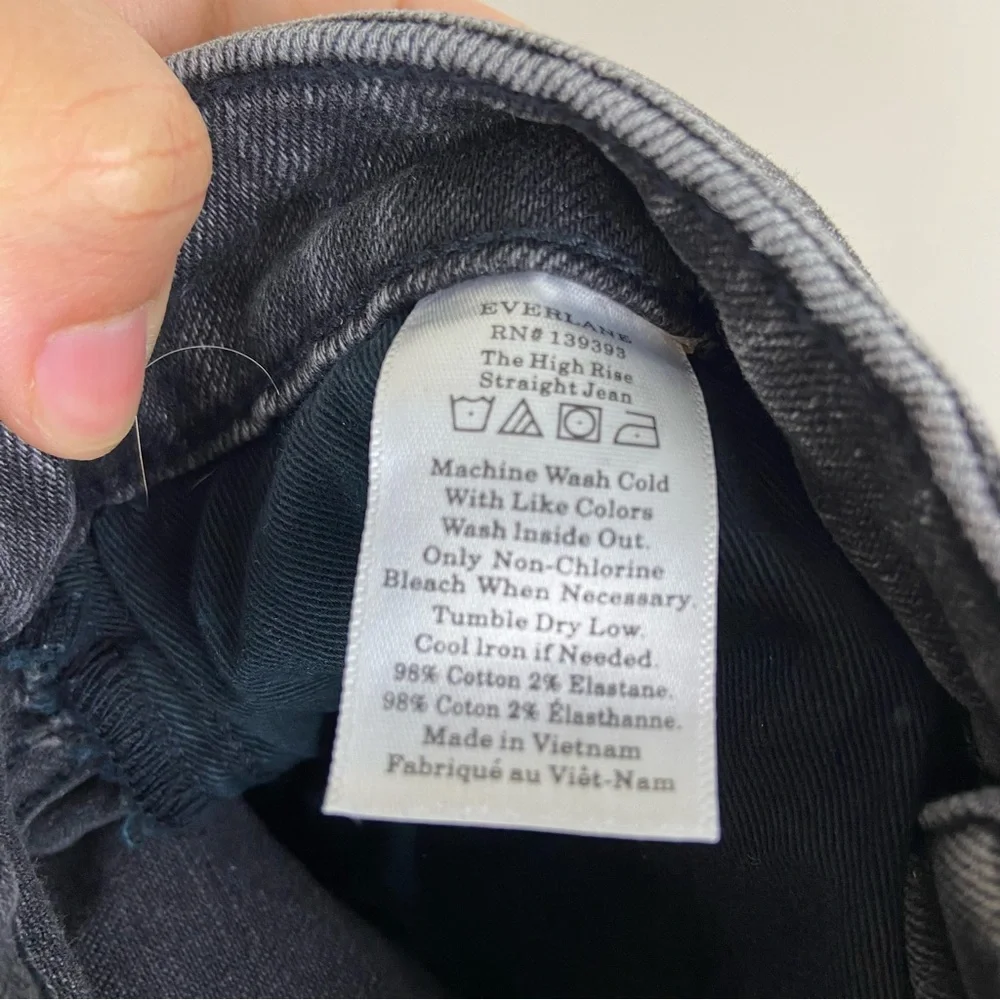 EVERLANE
RN# 139393
The High Rise
Straight Jean
Machine Wash Cold
With Like Colors
Wash Inside Out.
Only Non-Chlorine
Bleach When Necessary.
Tumble Dry Low.
Cool Iron if Needed.
98% Cotton 2% Elastane.
98% Coton 2% Élasthanne.
Made in Vietnam
Fabriqué au Viêt-Nam